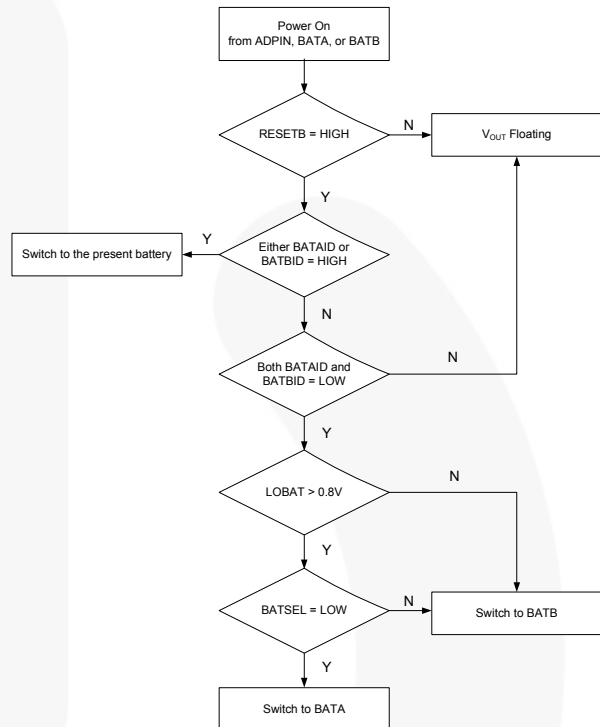 Power On
from ADPIN, BATA, or BATB
RESETB = HIGH
N
VOUT Floating
Y
Y
Either BATAID or
BATBID = HIGH
Switch to the present battery
N
Both BATAID and
BATBID = LOW
N
Y
LOBAT > 0.8V
N
Y
BATSEL = LOW
N
Switch to BATB
Y
Switch to BATA